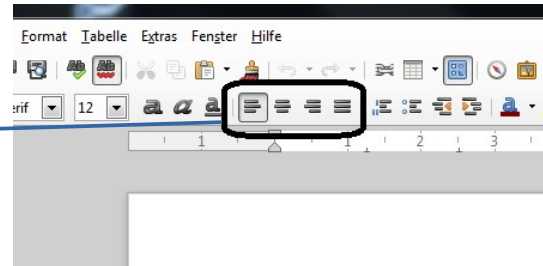 Format Tabelle Extras Fenster Hilfe
erif 12 a a a a
1 1 2 3